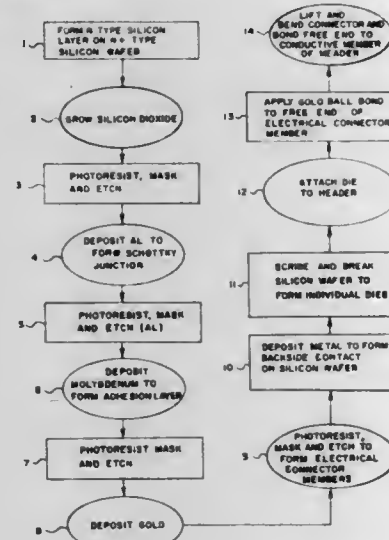 1
FORM N TYPE SILICON
LAYER ON N+ TYPE
SILICON WAFER
2
GROW SILICON DIOXIDE
3
PHOTORESIST, MASK
AND ETCH
4
DEPOSIT AL TO
FORM SCHOTTKY
JUNCTION
5
PHOTORESIST, MASK
AND ETCH (AL)
6
DEPOSIT
MOLYBDENUM TO
FORM ADHESION LAYER
7
PHOTORESIST MASK
AND ETCH
8
DEPOSIT GOLD
9
PHOTORESIST,
MASK AND ETCH TO
FORM ELECTRICAL
CONNECTOR
MEMBERS
10
DEPOSIT METAL TO FORM
BACKSIDE CONTACT
ON SILICON WAFER
11
SCRIBE AND BREAK
SILICON WAFER TO
FORM INDIVIDUAL DIES
12
ATTACH DIE
TO HEADER
13
APPLY GOLD BALL BOND
TO FREE END OF
ELECTRICAL CONNECTOR
MEMBER
14
LIFT AND
BEND CONNECTOR AND
BOND FREE END TO
CONDUCTIVE MEMBER
OF HEADER